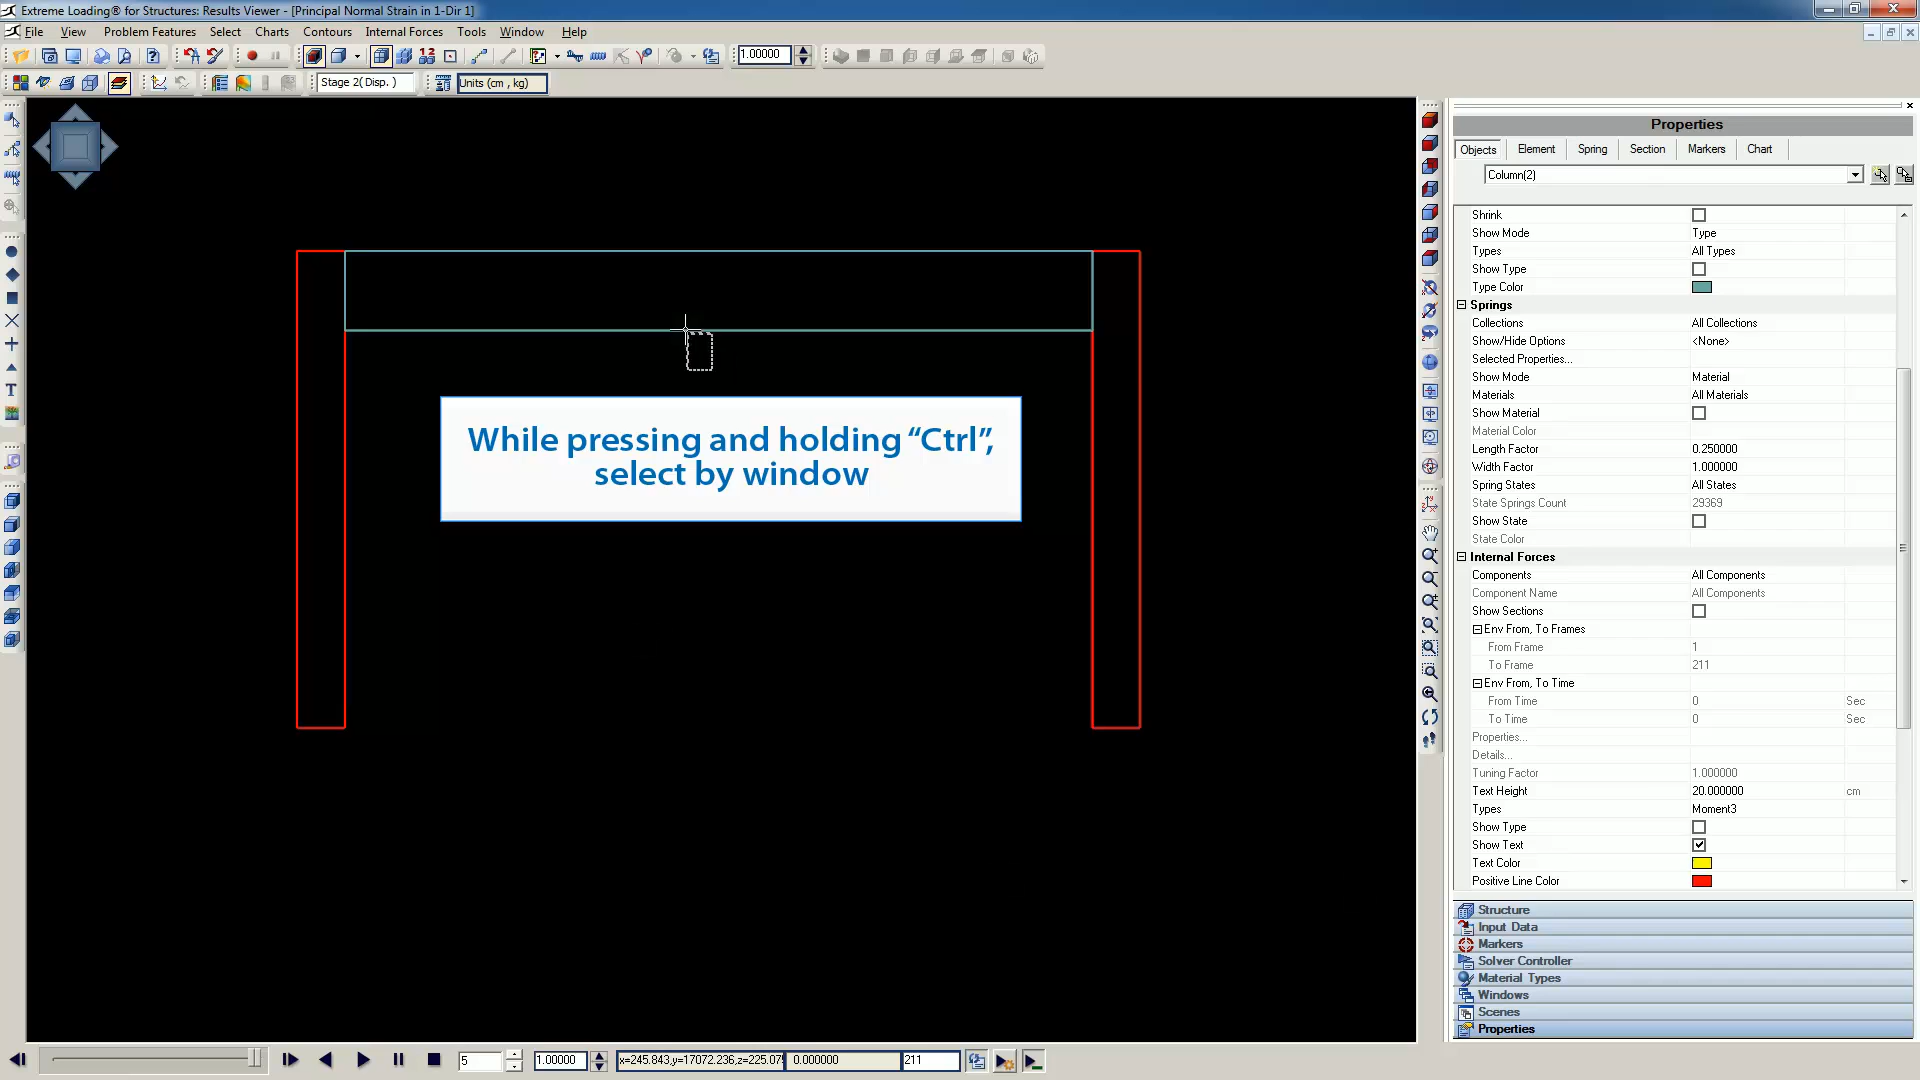 Extreme Loading® for Structures: Results Viewer - [Principal Normal Strain in 1-Dir 1]
File View Problem Features Select Charts Contours Internal Forces Tools Window Help
1.00000
Stage 2( Disp. ) Units (cm , kg)
While pressing and holding “Ctrl”,
select by window
Properties
Objects Element Spring Section Markers Chart
Column(2)
Shrink
Show Mode Type
Types All Types
Show Type
Type Color
Springs
Collections All Collections
Show/Hide Options <None>
Selected Properties...
Show Mode Material
Materials All Materials
Show Material
Material Color
Length Factor 0.250000
Width Factor 1.000000
Spring States All States
State Springs Count 29369
Show State
State Color
Internal Forces
Components All Components
Component Name All Components
Show Sections
Env From, To Frames
From Frame 1
To Frame 211
Env From, To Time
From Time 0 Sec
To Time 0 Sec
Properties...
Details...
Tuning Factor 1.000000
Text Height 20.000000 cm
Types Moment3
Show Type
Show Text
Text Color
Positive Line Color
Structure
Input Data
Markers
Solver Controller
Material Types
Windows
Scenes
Properties
5 1.00000 x=245.843,y=17072.236,z=225.075 0.000000 211